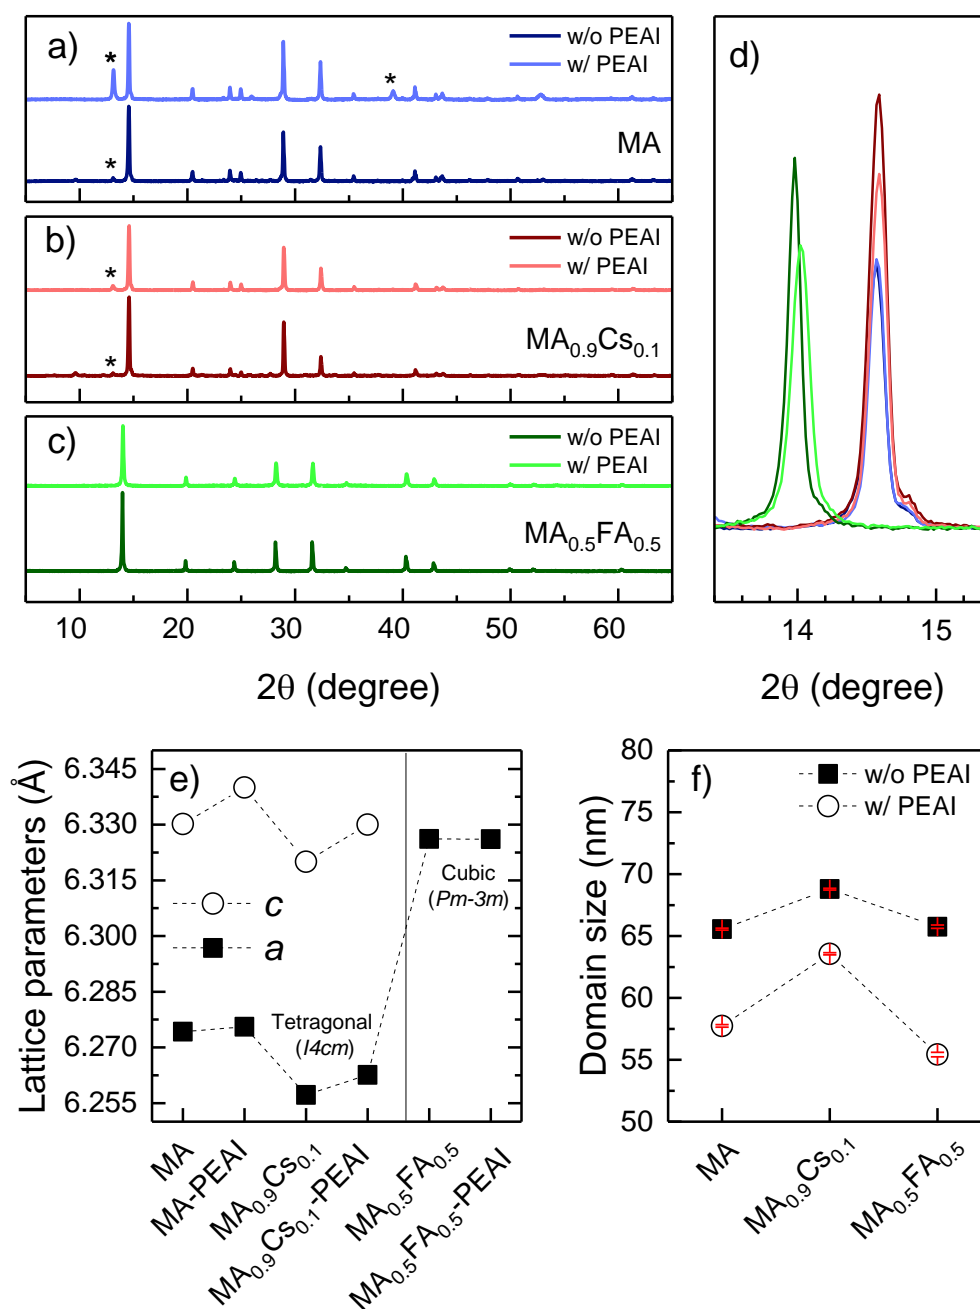 a)
w/o PEAI
w/ PEAI
*
*
MA
*
b)
w/o PEAI
w/ PEAI
*
MA0.9Cs0.1
*
c)
w/o PEAI
w/ PEAI
MA0.5FA0.5
10 20 30 40 50 60
2θ (degree)
d)
14 15
2θ (degree)
e)
Lattice parameters (Å)
6.345
6.330
6.315
6.300
6.285
6.270
6.255
c
a
Tetragonal
(I4cm)
Cubic
(Pm-3m)
MA
MA-PEAI
MA0.9Cs0.1
MA0.9Cs0.1-PEAI
MA0.5FA0.5
MA0.5FA0.5-PEAI
f)
w/o PEAI
w/ PEAI
Domain size (nm)
80
75
70
65
60
55
50
MA
MA0.9Cs0.1
MA0.5FA0.5